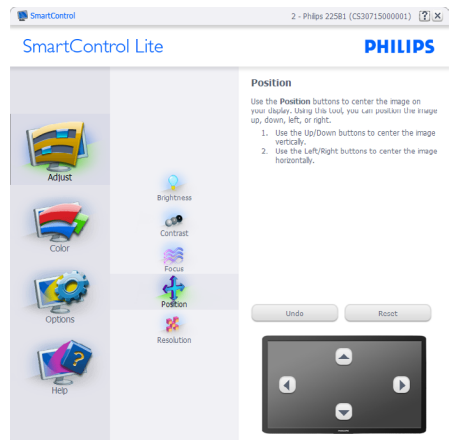 SmartControl
2 - Philips 225B1 (CS30715000001)
?
X
SmartControl Lite
PHILIPS
Adjust
Color
Options
Help
Brightness
Contrast
Focus
Position
Resolution
Position
Use the Position buttons to center the image on
your display. Using this tool, you can position the image
up, down, left, or right.
1. Use the Up/Down buttons to center the image
vertically.
2. Use the Left/Right buttons to center the image
horizontally.
Undo
Reset